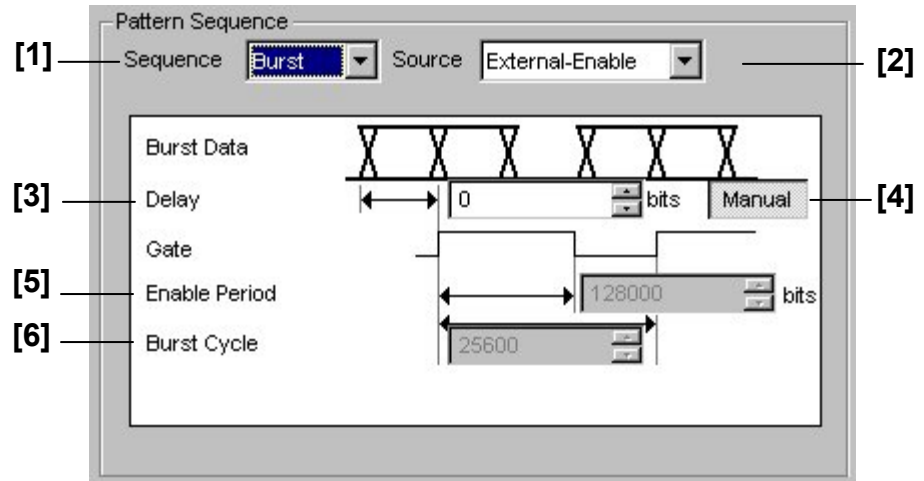 Pattern Sequence
[1] Sequence Burst Source External-Enable [2]
Burst Data
[3] Delay 0 bits Manual [4]
Gate
[5] Enable Period 128000 bits
[6] Burst Cycle 25600